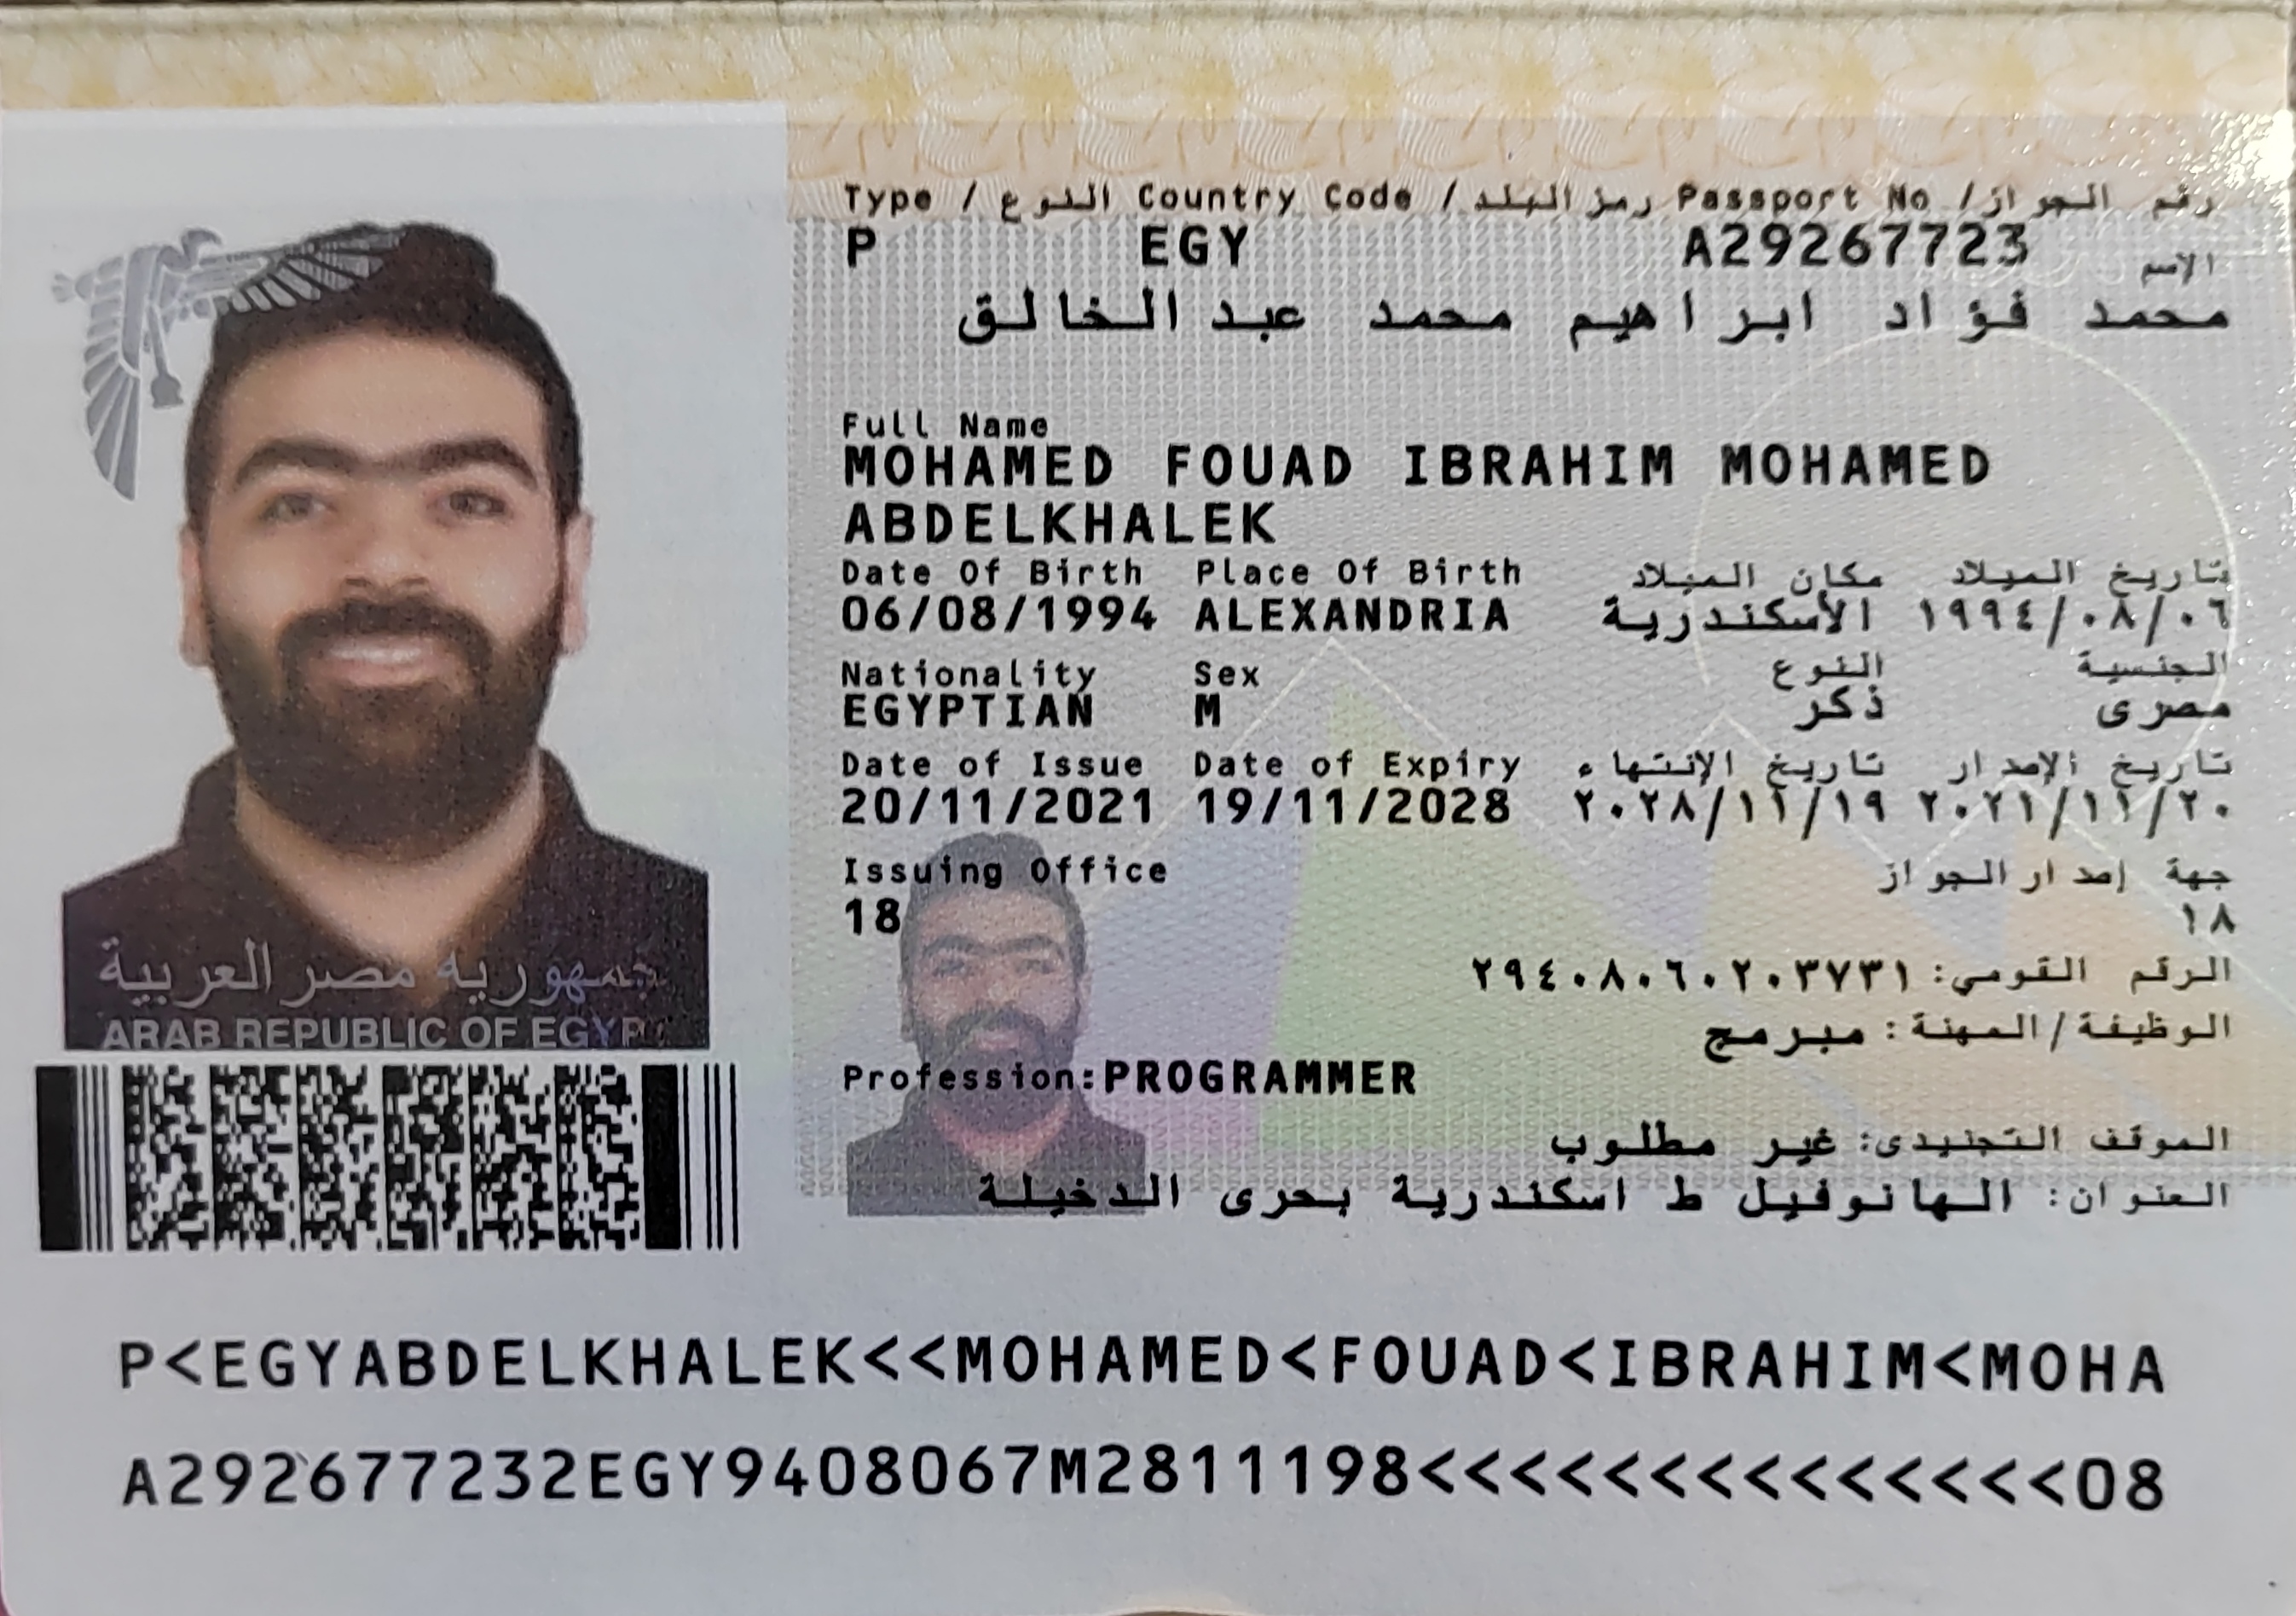 Type / النوع Country Code / رمز البلد Passport No / رقم الجواز
P EGY A29267723
الإسم
محمد فؤاد ابراهيم محمد عبدالخالق
Full Name
MOHAMED FOUAD IBRAHIM MOHAMED
ABDELKHALEK
Date Of Birth Place Of Birth مكان الميلاد تاريخ الميلاد
06/08/1994 ALEXANDRIA الأسكندرية ١٩٩٤/٠٨/٠٦
Nationality Sex النوع الجنسية
EGYPTIAN M ذكر مصرى
Date of Issue Date of Expiry تاريخ الإنتهاء تاريخ الإصدار
20/11/2021 19/11/2028 ٢٠٢٨/١١/١٩ ٢٠٢١/١١/٢٠
Issuing Office جهة إصدار الجواز
18 ١٨
الرقم القومي: ٢٩٤٠٨٠٦٠٢٠٣٧٣١
الوظيفة/المهنة: مبرمج
Profession:PROGRAMMER
الموقف التجنيدى: غير مطلوب
العنوان: الهانوفيل ط اسكندرية بحرى الدخيلة
جمهورية مصر العربية
ARAB REPUBLIC OF
P<EGYABDELKHALEK<<MOHAMED<FOUAD<IBRAHIM<MOHA
A292677232EGY9408067M2811198<<<<<<<<<<<<<<08